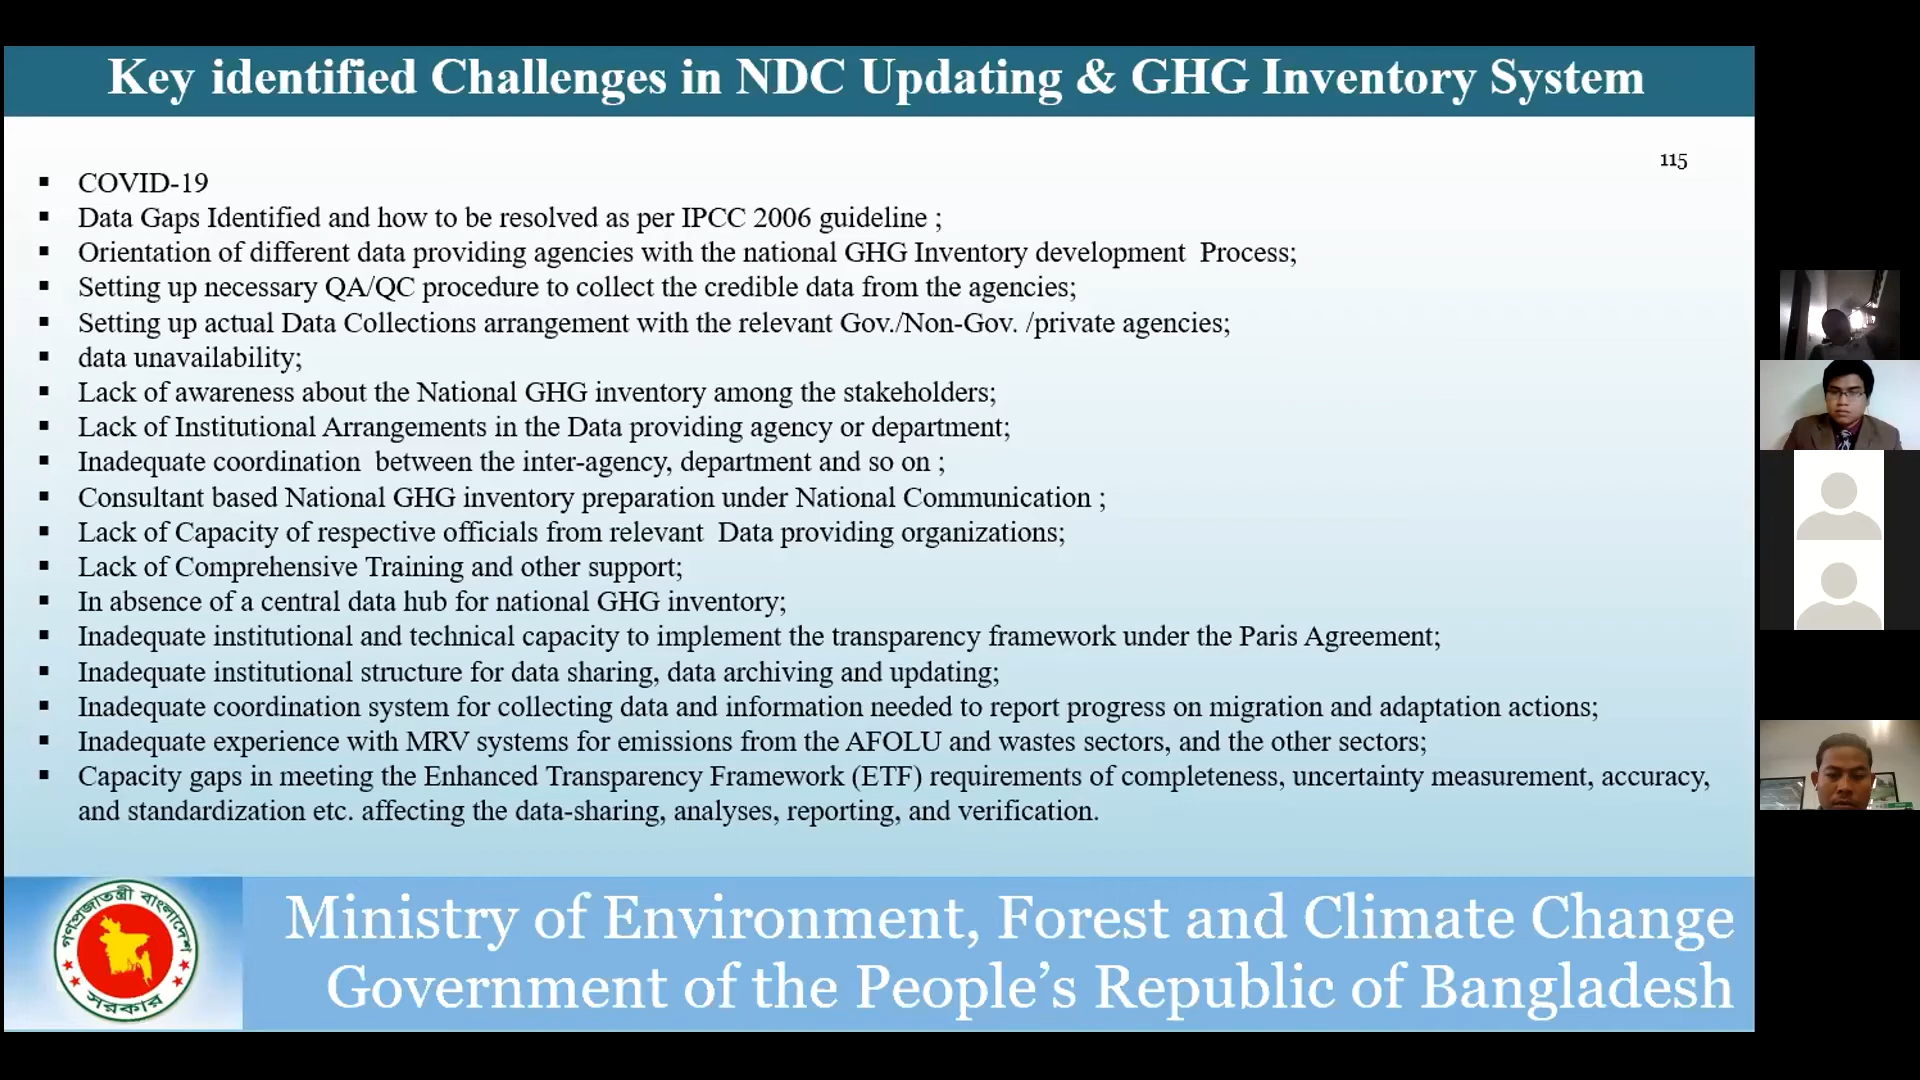 Key identified Challenges in NDC Updating & GHG Inventory System
115
▪ COVID-19
▪ Data Gaps Identified and how to be resolved as per IPCC 2006 guideline ;
▪ Orientation of different data providing agencies with the national GHG Inventory development  Process;
▪ Setting up necessary QA/QC procedure to collect the credible data from the agencies;
▪ Setting up actual Data Collections arrangement with the relevant Gov./Non-Gov. /private agencies;
▪ data unavailability;
▪ Lack of awareness about the National GHG inventory among the stakeholders;
▪ Lack of Institutional Arrangements in the Data providing agency or department;
▪ Inadequate coordination  between the inter-agency, department and so on ;
▪ Consultant based National GHG inventory preparation under National Communication ;
▪ Lack of Capacity of respective officials from relevant  Data providing organizations;
▪ Lack of Comprehensive Training and other support;
▪ In absence of a central data hub for national GHG inventory;
▪ Inadequate institutional and technical capacity to implement the transparency framework under the Paris Agreement;
▪ Inadequate institutional structure for data sharing, data archiving and updating;
▪ Inadequate coordination system for collecting data and information needed to report progress on migration and adaptation actions;
▪ Inadequate experience with MRV systems for emissions from the AFOLU and wastes sectors, and the other sectors;
▪ Capacity gaps in meeting the Enhanced Transparency Framework (ETF) requirements of completeness, uncertainty measurement, accuracy,
and standardization etc. affecting the data-sharing, analyses, reporting, and verification.
গণপ্রজাতন্ত্রী বাংলাদেশ
সরকার
Ministry of Environment, Forest and Climate Change
Government of the People’s Republic of Bangladesh